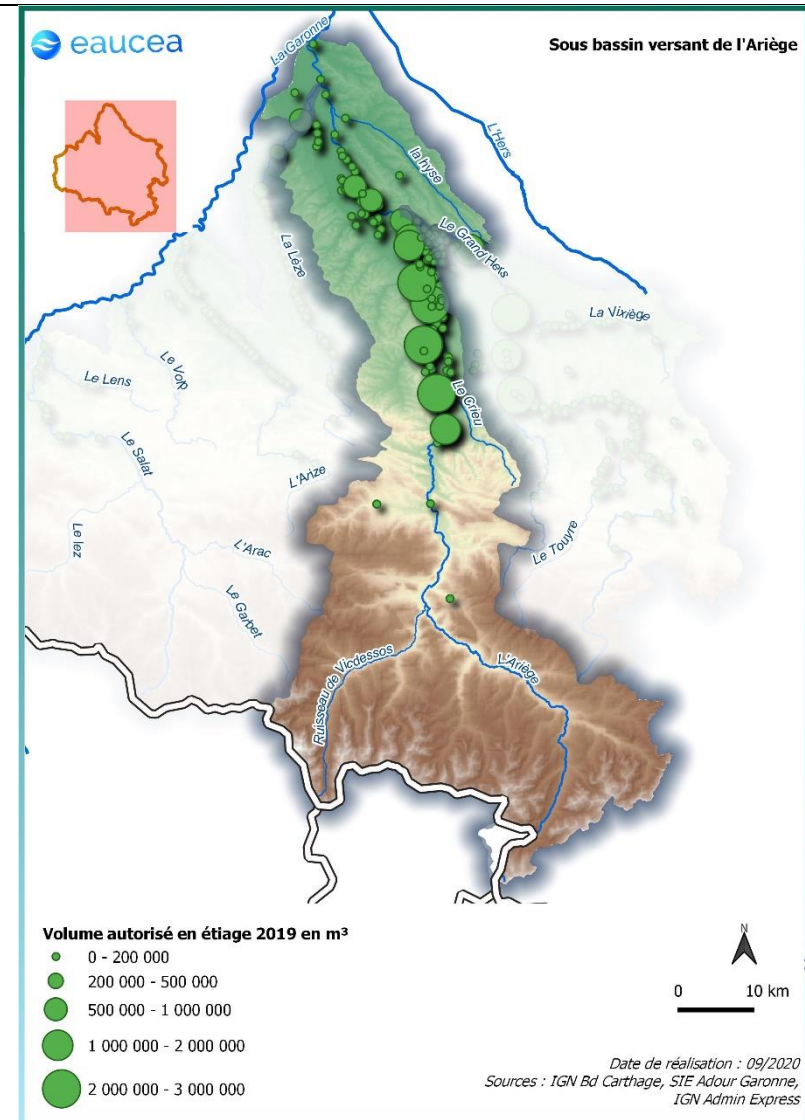 eaucea
Sous bassin versant de l'Ariège
La Garonne
L'Hers
la hyse
Le Grand Hers
La Lèze
La Vixiège
Le Volp
Le Lens
Le Crieu
Le Salat
L'Arize
Le lez
L'Arac
Le Touyre
Le Garbet
L'Ariège
Ruisseau de Vicdessos
Volume autorisé en étiage 2019 en m³
0 - 200 000
200 000 - 500 000
500 000 - 1 000 000
1 000 000 - 2 000 000
2 000 000 - 3 000 000
N
0 10 km
Date de réalisation : 09/2020
Sources : IGN Bd Carthage, SIE Adour Garonne,
IGN Admin Express